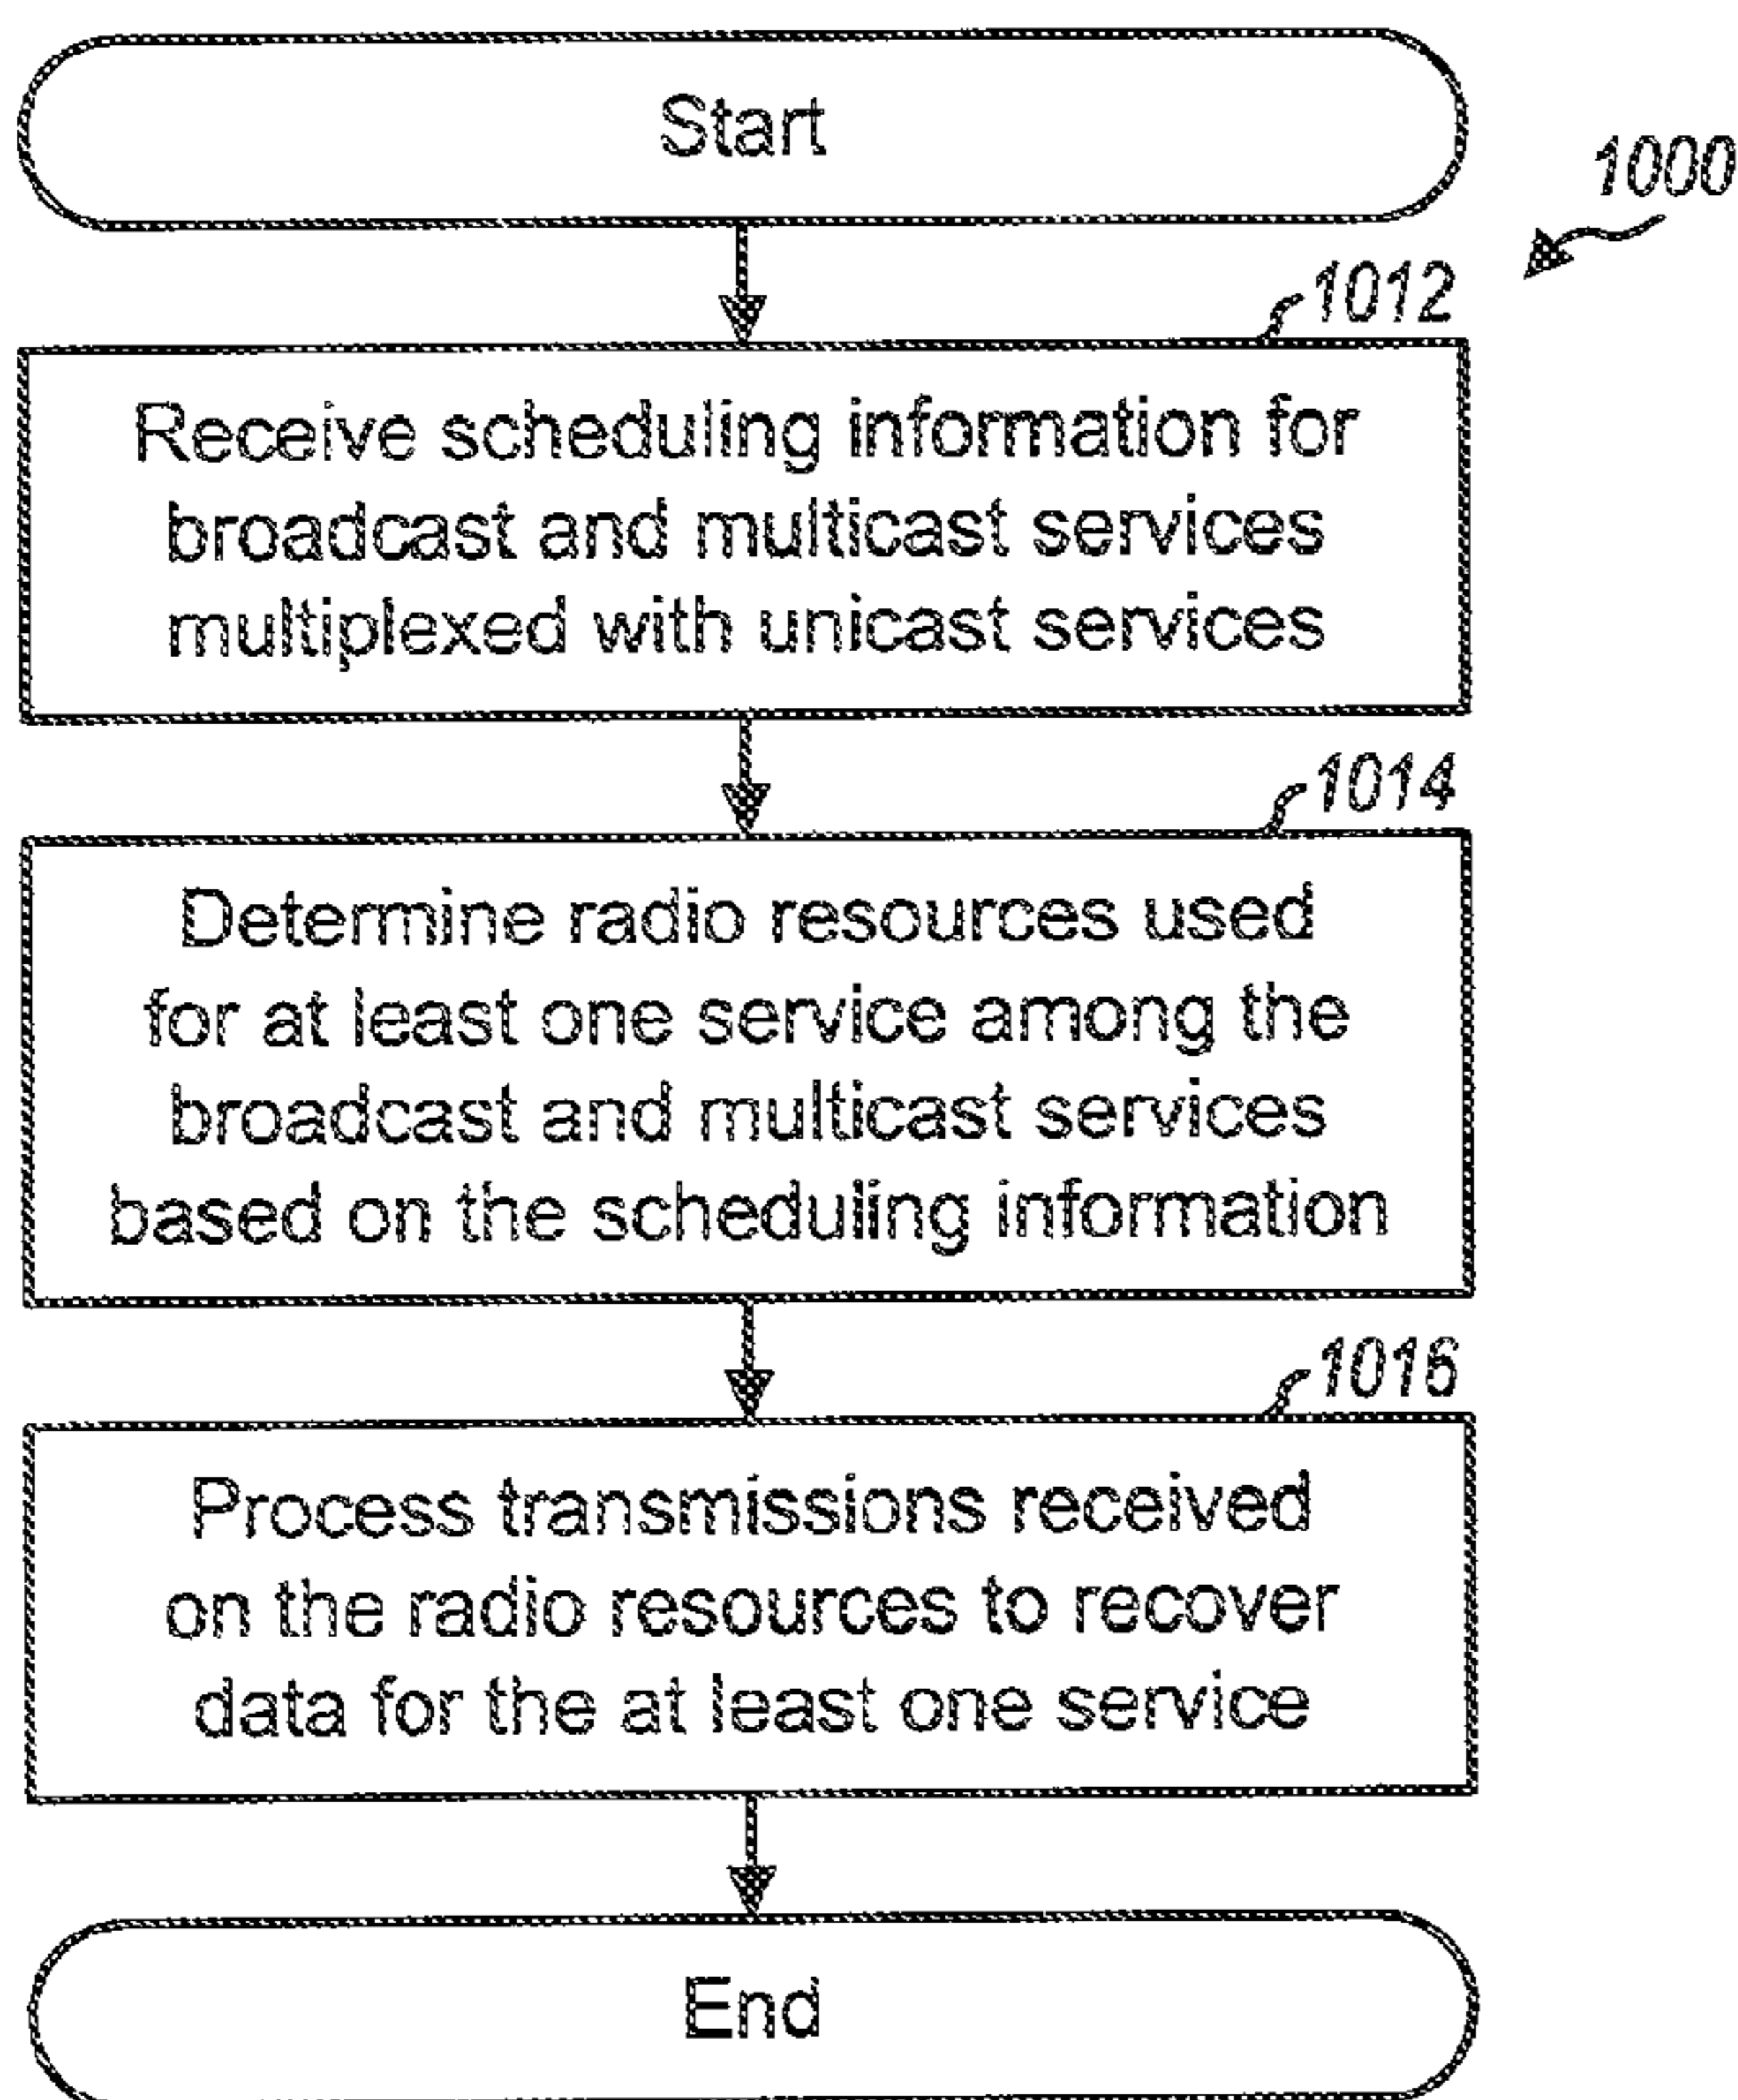 Start
1000
1012
Receive scheduling information for
broadcast and multicast services
multiplexed with unicast services
1014
Determine radio resources used
for at least one service among the
broadcast and multicast services
based on the scheduling information
1016
Process transmissions received
on the radio resources to recover
data for the at least one service
End